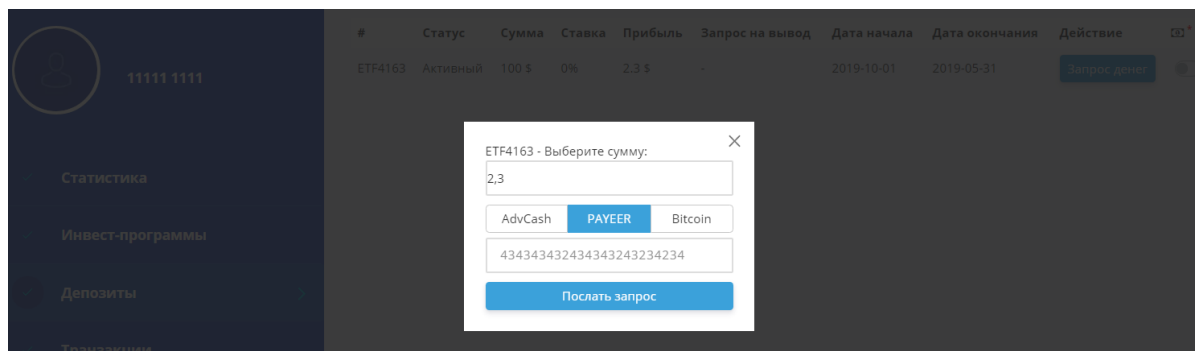 # Статус Сумма Ставка Прибыль Запрос на вывод Дата начала Дата окончания Действие
ETF4163 Активный 100 $ 0% 2.3 $ - 2019-10-01 2019-05-31 Запрос денег
11111 1111
ETF4163 - Выберите сумму:
2,3
AdvCash PAYEER Bitcoin
434343432434343243234234
Послать запрос
Статистика
Инвест-программы
Депозиты
Транзакции